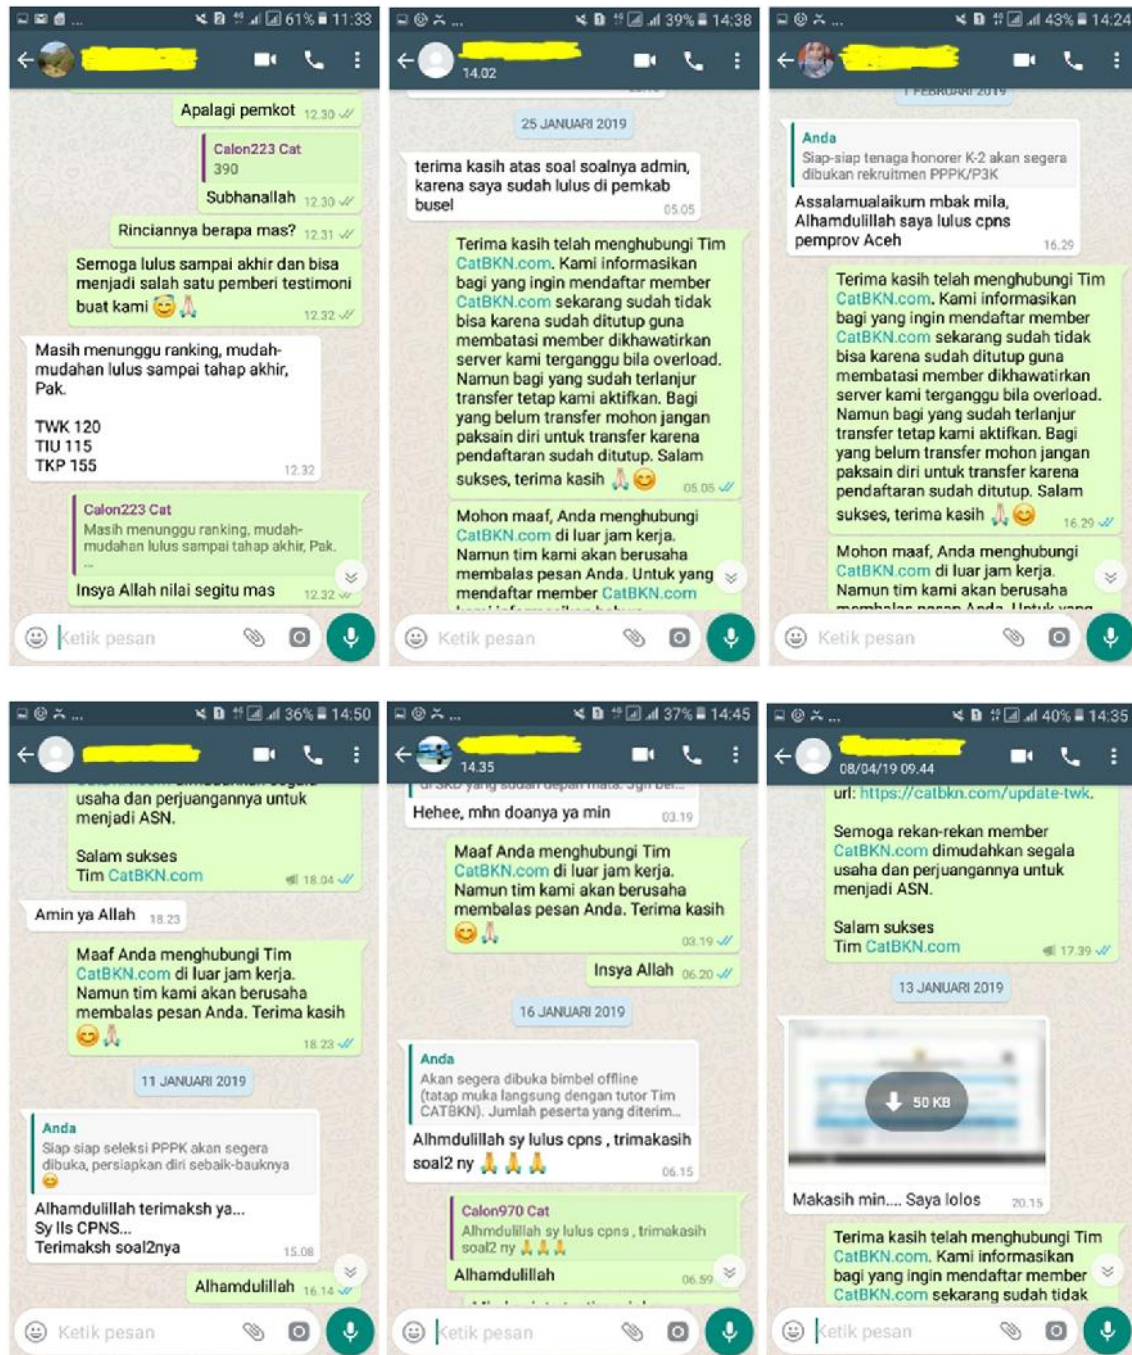 61% 11:33
Apalagi pemkot 12.30
Calon223 Cat
390
Subhanallah 12.30
Rinciannya berapa mas? 12.31
Semoga lulus sampai akhir dan bisa
menjadi salah satu pemberi testimoni
buat kami 12.32
Masih menunggu ranking, mudah-
mudahan lulus sampai tahap akhir,
Pak.
TWK 120
TIU 115
TKP 155 12.32
Calon223 Cat
Masih menunggu ranking, mudah-
mudahan lulus sampai tahap akhir, Pak.
...
Insya Allah nilai segitu mas 12.32
Ketik pesan
39% 14:38
14.02
25 JANUARI 2019
terima kasih atas soal soalnya admin,
karena saya sudah lulus di pemkab
busel 05.05
Terima kasih telah menghubungi Tim
CatBKN.com. Kami informasikan
bagi yang ingin mendaftar member
CatBKN.com sekarang sudah tidak
bisa karena sudah ditutup guna
membatasi member dikhawatirkan
server kami terganggu bila overload.
Namun bagi yang sudah terlanjur
transfer tetap kami aktifkan. Bagi
yang belum transfer mohon jangan
paksain diri untuk transfer karena
pendaftaran sudah ditutup. Salam
sukses, terima kasih 05.05
Mohon maaf, Anda menghubungi
CatBKN.com di luar jam kerja.
Namun tim kami akan berusaha
membalas pesan Anda. Untuk yang
mendaftar member CatBKN.com
kami informasikan bahwa
Ketik pesan
43% 14:24
1 FEBRUARI 2019
Anda
Siap-siap tenaga honorer K-2 akan segera
dibukan rekruitmen PPPK/P3K
Assalamualaikum mbak mila,
Alhamdulillah saya lulus cpns
pemprov Aceh 16.29
Terima kasih telah menghubungi Tim
CatBKN.com. Kami informasikan
bagi yang ingin mendaftar member
CatBKN.com sekarang sudah tidak
bisa karena sudah ditutup guna
membatasi member dikhawatirkan
server kami terganggu bila overload.
Namun bagi yang sudah terlanjur
transfer tetap kami aktifkan. Bagi
yang belum transfer mohon jangan
paksain diri untuk transfer karena
pendaftaran sudah ditutup. Salam
sukses, terima kasih 16.29
Mohon maaf, Anda menghubungi
CatBKN.com di luar jam kerja.
Namun tim kami akan berusaha
membalas pesan Anda. Untuk yang
Ketik pesan
36% 14:50
usaha dan perjuangannya untuk
menjadi ASN.
Salam sukses
Tim CatBKN.com 18.04
Amin ya Allah 18.23
Maaf Anda menghubungi Tim
CatBKN.com di luar jam kerja.
Namun tim kami akan berusaha
membalas pesan Anda. Terima kasih
18.23
11 JANUARI 2019
Anda
Siap siap seleksi PPPK akan segera
dibuka, persiapkan diri sebaik-bauknya
Alhamdulillah terimaksh ya...
Sy lls CPNS...
Terimaksh soal2nya 15.08
Alhamdulillah 16.14
Ketik pesan
37% 14:45
14.35
di SKD yang sudah depan mata. Sgn ber...
Hehee, mhn doanya ya min 03.19
Maaf Anda menghubungi Tim
CatBKN.com di luar jam kerja.
Namun tim kami akan berusaha
membalas pesan Anda. Terima kasih
03.19
Insya Allah 06.20
16 JANUARI 2019
Anda
Akan segera dibuka bimbel offline
(tatap muka langsung dengan tutor Tim
CATBKN). Jumlah peserta yang diterim...
Alhmdulillah sy lulus cpns , trimakasih
soal2 ny 06.15
Calon970 Cat
Alhmdulillah sy lulus cpns , trimakasih
soal2 ny
Alhamdulillah 06.59
Ketik pesan
40% 14:35
08/04/19 09.44
url: https://catbkn.com/update-twk.
Semoga rekan-rekan member
CatBKN.com dimudahkan segala
usaha dan perjuangannya untuk
menjadi ASN.
Salam sukses
Tim CatBKN.com 17.39
13 JANUARI 2019
50 KB
Makasih min.... Saya lolos 20.15
Terima kasih telah menghubungi Tim
CatBKN.com. Kami informasikan
bagi yang ingin mendaftar member
CatBKN.com sekarang sudah tidak
Ketik pesan